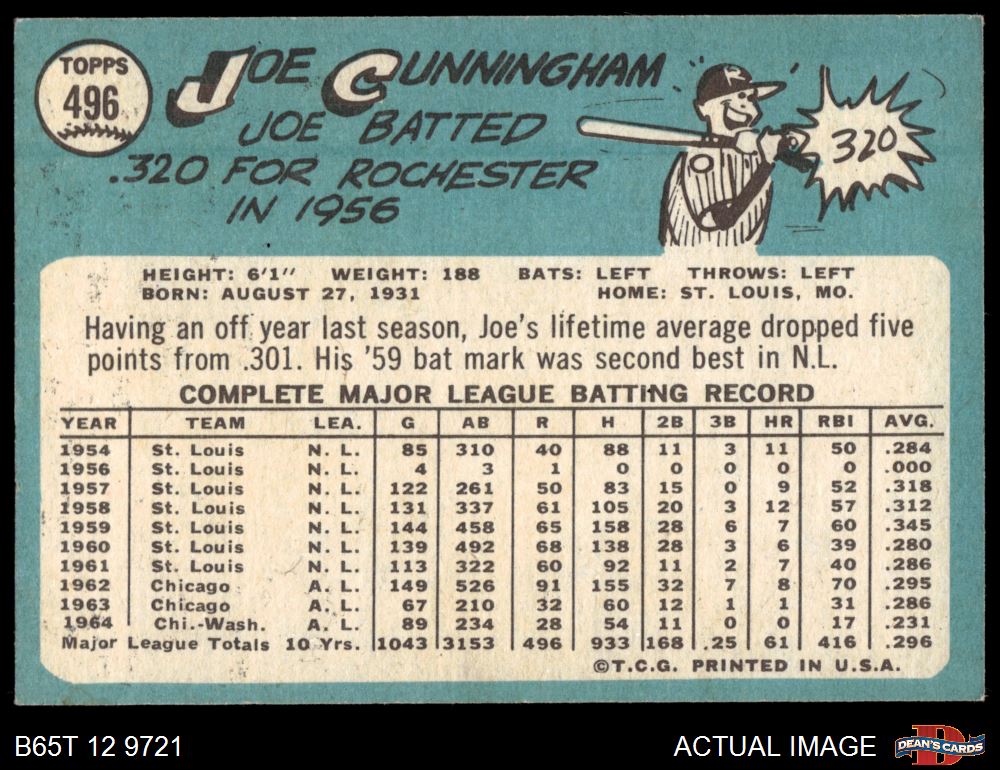 TOPPS
496
JOE CUNNINGHAM
JOE BATTED
.320 FOR ROCHESTER
IN 1956
320
HEIGHT: 6'1" WEIGHT: 188 BATS: LEFT THROWS: LEFT
BORN: AUGUST 27, 1931 HOME: ST. LOUIS, MO.
Having an off year last season, Joe's lifetime average dropped five
points from .301. His '59 bat mark was second best in N.L.
COMPLETE MAJOR LEAGUE BATTING RECORD
YEAR TEAM LEA. G AB R H 2B 3B HR RBI AVG.
1954 St. Louis N. L. 85 310 40 88 11 3 11 50 .284
1956 St. Louis N. L. 4 3 1 0 0 0 0 0 .000
1957 St. Louis N. L. 122 261 50 83 15 0 9 52 .318
1958 St. Louis N. L. 131 337 61 105 20 3 12 57 .312
1959 St. Louis N. L. 144 458 65 158 28 6 7 60 .345
1960 St. Louis N. L. 139 492 68 138 28 3 6 39 .280
1961 St. Louis N. L. 113 322 60 92 11 2 7 40 .286
1962 Chicago A. L. 149 526 91 155 32 7 8 70 .295
1963 Chicago A. L. 67 210 32 60 12 1 1 31 .286
1964 Chi.-Wash. A. L. 89 234 28 54 11 0 0 17 .231
Major League Totals 10 Yrs. 1043 3153 496 933 168 .25 61 416 .296
©T.C.G. PRINTED IN U.S.A.
B65T 12 9721 ACTUAL IMAGE
D
DEAN'S CARDS